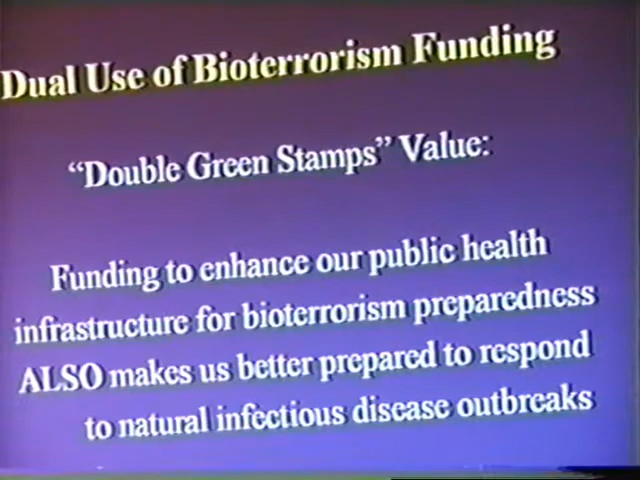 Dual Use of Bioterrorism Funding
“Double Green Stamps” Value:
Funding to enhance our public health
infrastructure for bioterrorism preparedness
ALSO makes us better prepared to respond
to natural infectious disease outbreaks